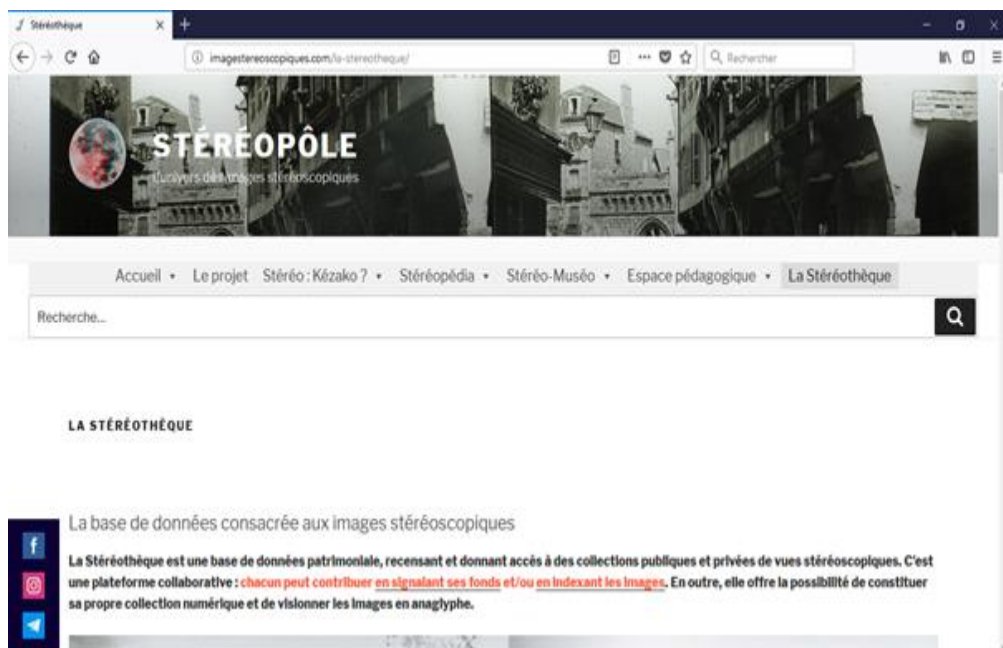 Stéréothèque
imagestereoscopiques.com/la-stereotheque/
Rechercher
STÉRÉOPÔLE
L'univers des images stéréoscopiques
Accueil Le projet Stéréo : Kézako ? Stéréopédia Stéréo-Muséo Espace pédagogique La Stéréothèque
Recherche...
LA STÉRÉOTHÈQUE
La base de données consacrée aux images stéréoscopiques
La Stéréothèque est une base de données patrimoniale, recensant et donnant accès à des collections publiques et privées de vues stéréoscopiques. C'est
une plateforme collaborative : chacun peut contribuer en signalant ses fonds et/ou en indexant les images. En outre, elle offre la possibilité de constituer
sa propre collection numérique et de visionner les images en anaglyphe.